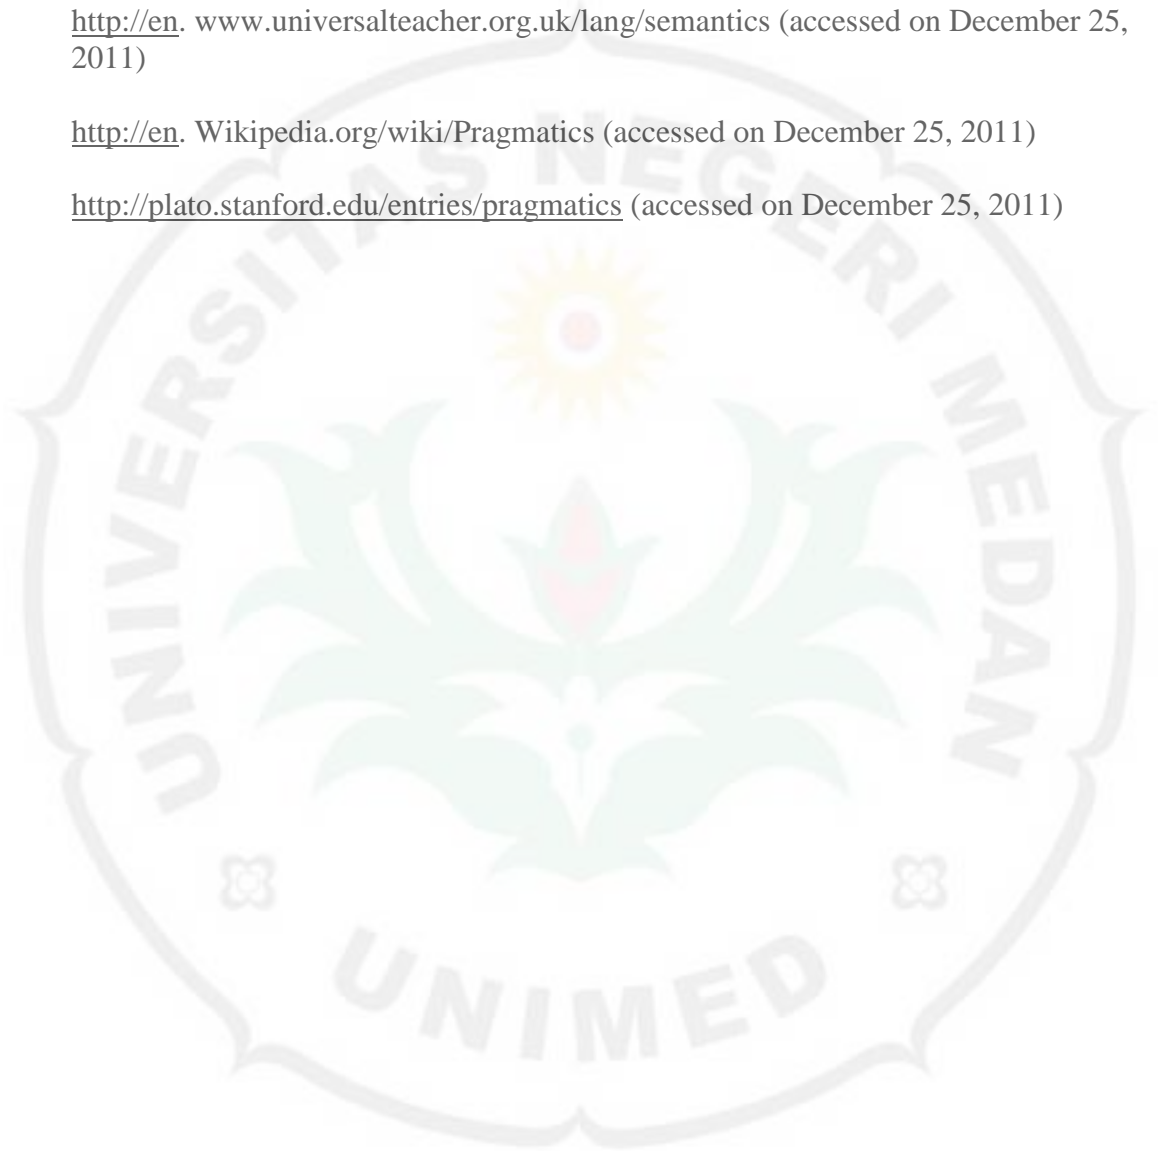 http://en. www.universalteacher.org.uk/lang/semantics (accessed on December 25,
2011)
http://en. Wikipedia.org/wiki/Pragmatics (accessed on December 25, 2011)
http://plato.stanford.edu/entries/pragmatics (accessed on December 25, 2011)
UNIVERSITAS NEGERI MEDAN
UNIMED